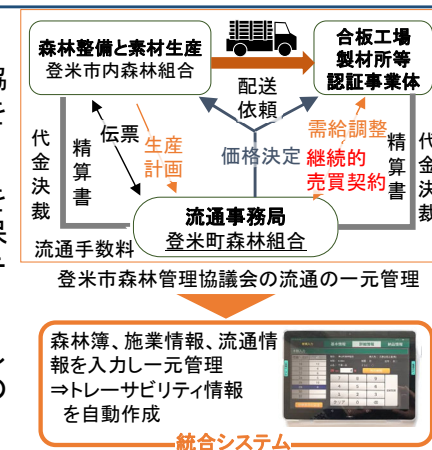 森林整備と素材生産
登米市内森林組合
合板工場
製材所等
認証事業体
配送
依頼
代金決裁
精算書
伝票
生産
計画
価格決定
需給調整
継続的
売買契約
精算書
代金決裁
流通事務局
登米町森林組合
流通手数料
登米市森林管理協議会の流通の一元管理
森林簿、施業情報、流通情
報を入力し一元管理
⇒トレーサビリティ情報
を自動作成
統合システム